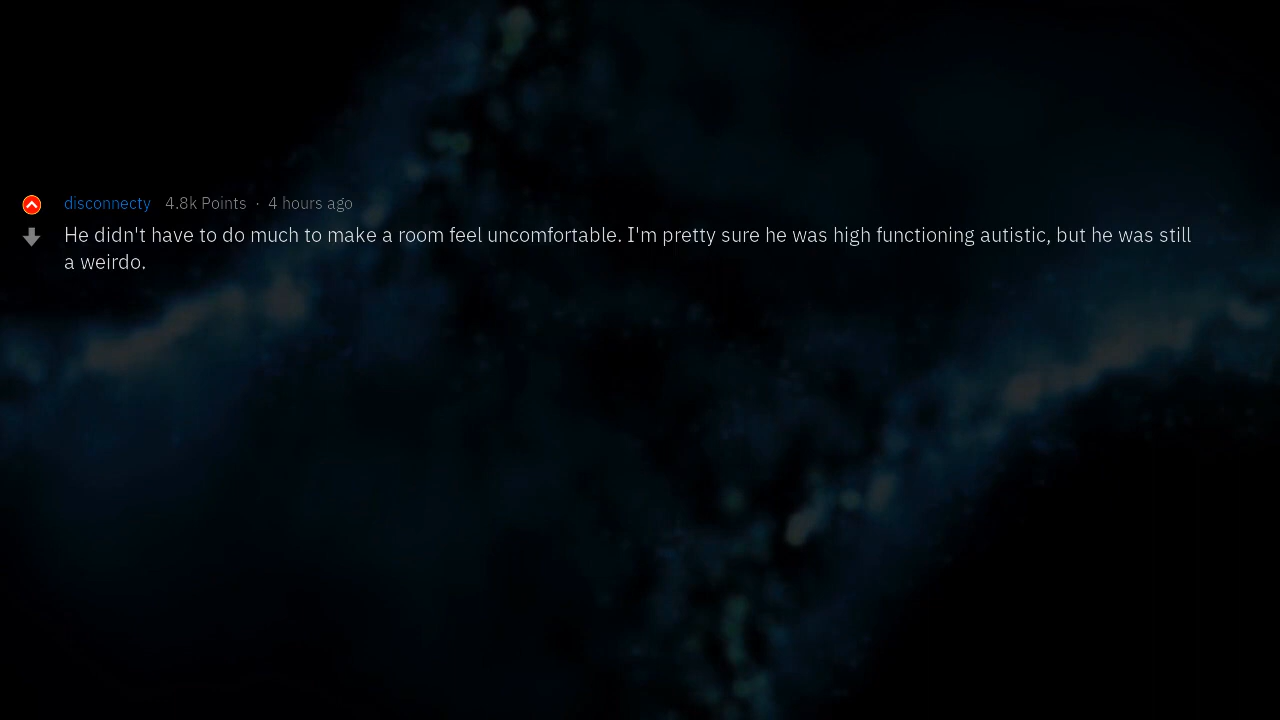 disconnecty 4.8k Points · 4 hours ago
He didn't have to do much to make a room feel uncomfortable. I'm pretty sure he was high functioning autistic, but he was still
a weirdo.